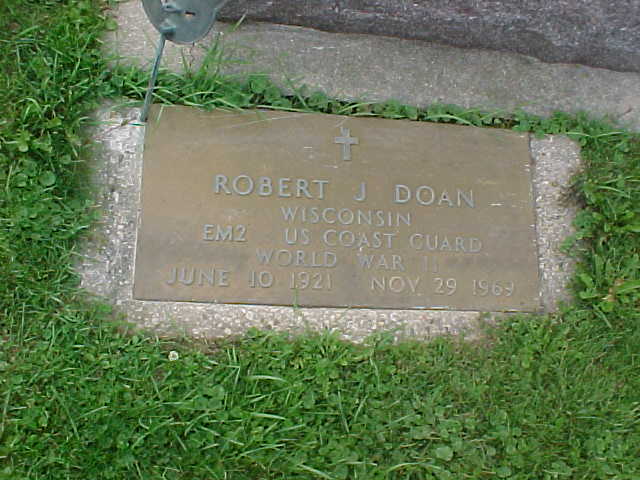 ROBERT J DOAN
WISCONSIN
EM2 US COAST GUARD
WORLD WAR II
JUNE 10 1921 NOV 29 1969